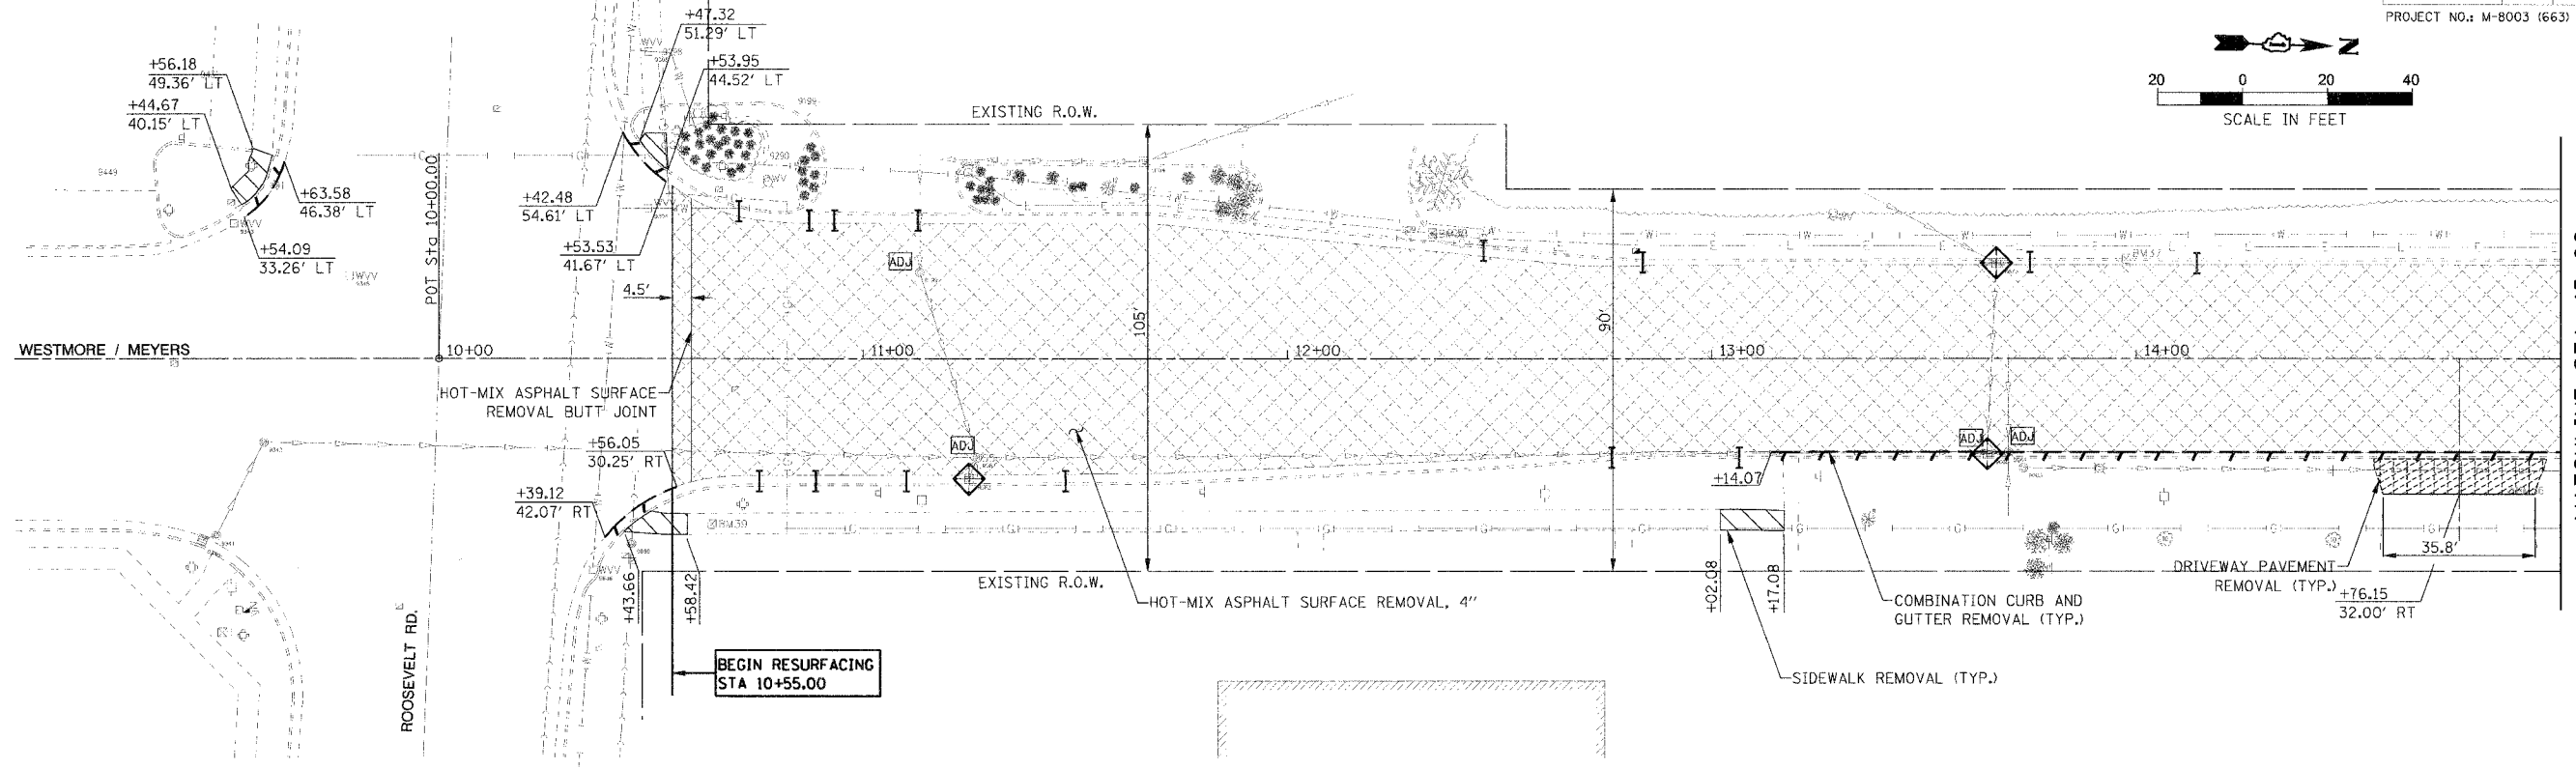 PROJECT NO.: M-8003 (663)
N
20 0 20 40
SCALE IN FEET
+47.32
51.29' LT
+53.95
44.52' LT
+56.18
49.36' LT
+44.67
40.15' LT
+63.58
46.38' LT
+54.09
33.26' LT
+42.48
54.61' LT
+53.53
41.67' LT
4.5'
POT Sta 10+00.00
EXISTING R.O.W.
ADJ
105'
90'
WESTMORE / MEYERS
10+00
11+00
12+00
13+00
14+00
HOT-MIX ASPHALT SURFACE
REMOVAL BUTT JOINT
+56.05
30.25' RT
+39.12
42.07' RT
ADJ
ADJ
ADJ
+14.07
BM39
+43.66
+58.42
EXISTING R.O.W.
HOT-MIX ASPHALT SURFACE REMOVAL, 4"
+02.08
+17.08
COMBINATION CURB AND
GUTTER REMOVAL (TYP.)
DRIVEWAY PAVEMENT
REMOVAL (TYP.)
35.8'
+76.15
32.00' RT
SIDEWALK REMOVAL (TYP.)
BEGIN RESURFACING
STA 10+55.00
ROOSEVELT RD.